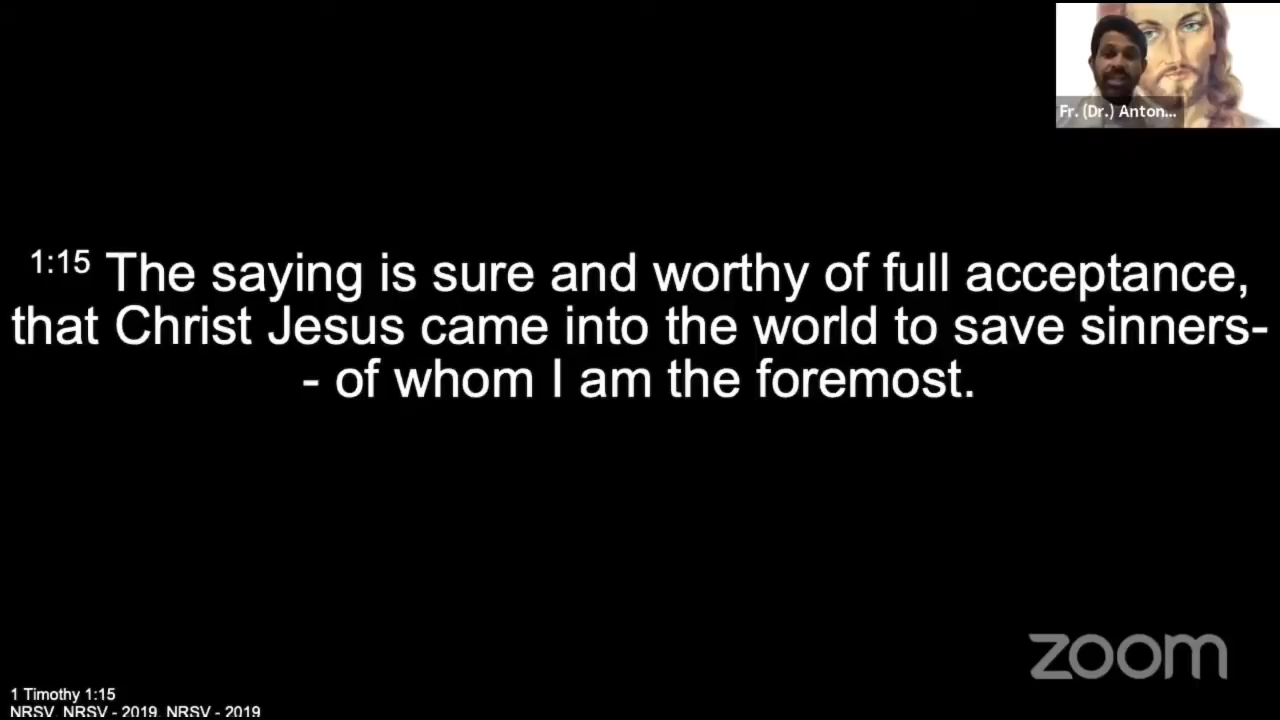 Fr. (Dr.) Anton...
1:15 The saying is sure and worthy of full acceptance,
that Christ Jesus came into the world to save sinners-
- of whom I am the foremost.
zoom
1 Timothy 1:15
NRSV, NRSV - 2019, NRSV - 2019